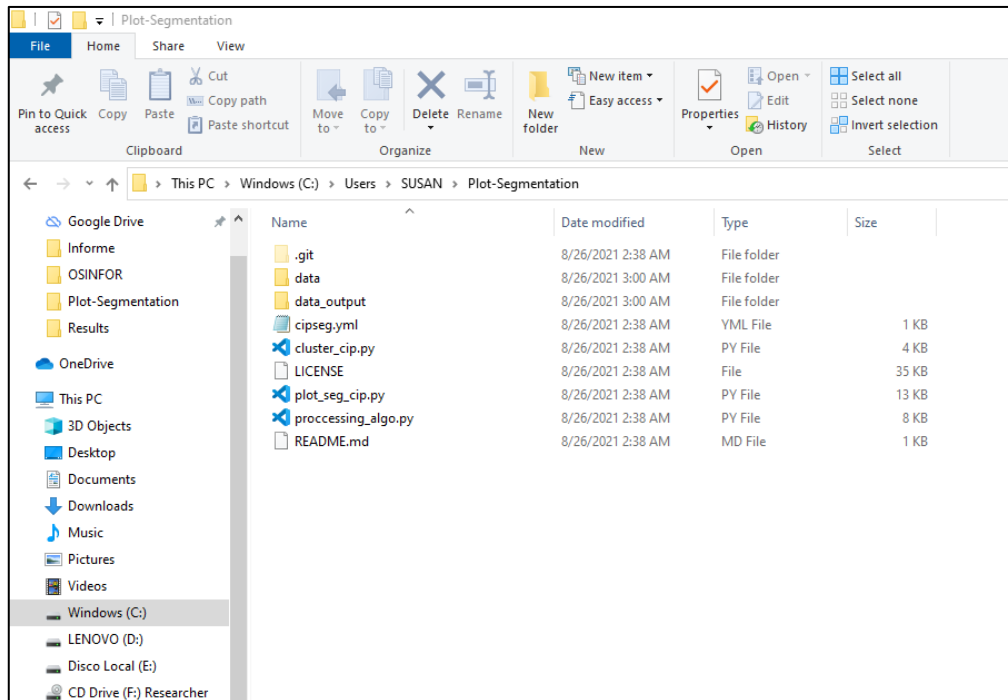 Plot-Segmentation
File Home Share View
Pin to Quick access
Copy
Paste
Cut
Copy path
Paste shortcut
Clipboard
Move to
Copy to
Delete
Rename
Organize
New folder
New item
Easy access
New
Properties
Open
Edit
History
Open
Select all
Select none
Invert selection
Select
This PC > Windows (C:) > Users > SUSAN > Plot-Segmentation
Google Drive
Informe
OSINFOR
Plot-Segmentation
Results
OneDrive
This PC
3D Objects
Desktop
Documents
Downloads
Music
Pictures
Videos
Windows (C:)
LENOVO (D:)
Disco Local (E:)
CD Drive (F:) Researcher
Name Date modified Type Size
.git 8/26/2021 2:38 AM File folder
data 8/26/2021 3:00 AM File folder
data_output 8/26/2021 3:00 AM File folder
cipseg.yml 8/26/2021 2:38 AM YML File 1 KB
cluster_cip.py 8/26/2021 2:38 AM PY File 4 KB
LICENSE 8/26/2021 2:38 AM File 35 KB
plot_seg_cip.py 8/26/2021 2:38 AM PY File 13 KB
proccessing_algo.py 8/26/2021 2:38 AM PY File 8 KB
README.md 8/26/2021 2:38 AM MD File 1 KB